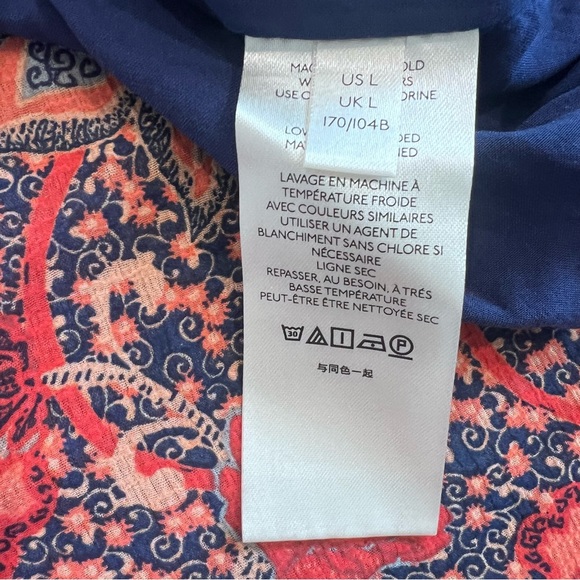 US L
UK L
170/104B
LAVAGE EN MACHINE À
TEMPÉRATURE FROIDE
AVEC COULEURS SIMILAIRES
UTILISER UN AGENT DE
BLANCHIMENT SANS CHLORE SI
NÉCESSAIRE
LIGNE SEC
REPASSER, AU BESOIN, À TRÉS
BASSE TEMPÉRATURE
PEUT-ÊTRE ÊTRE NETTOYÉE SEC
30 P
与同色一起